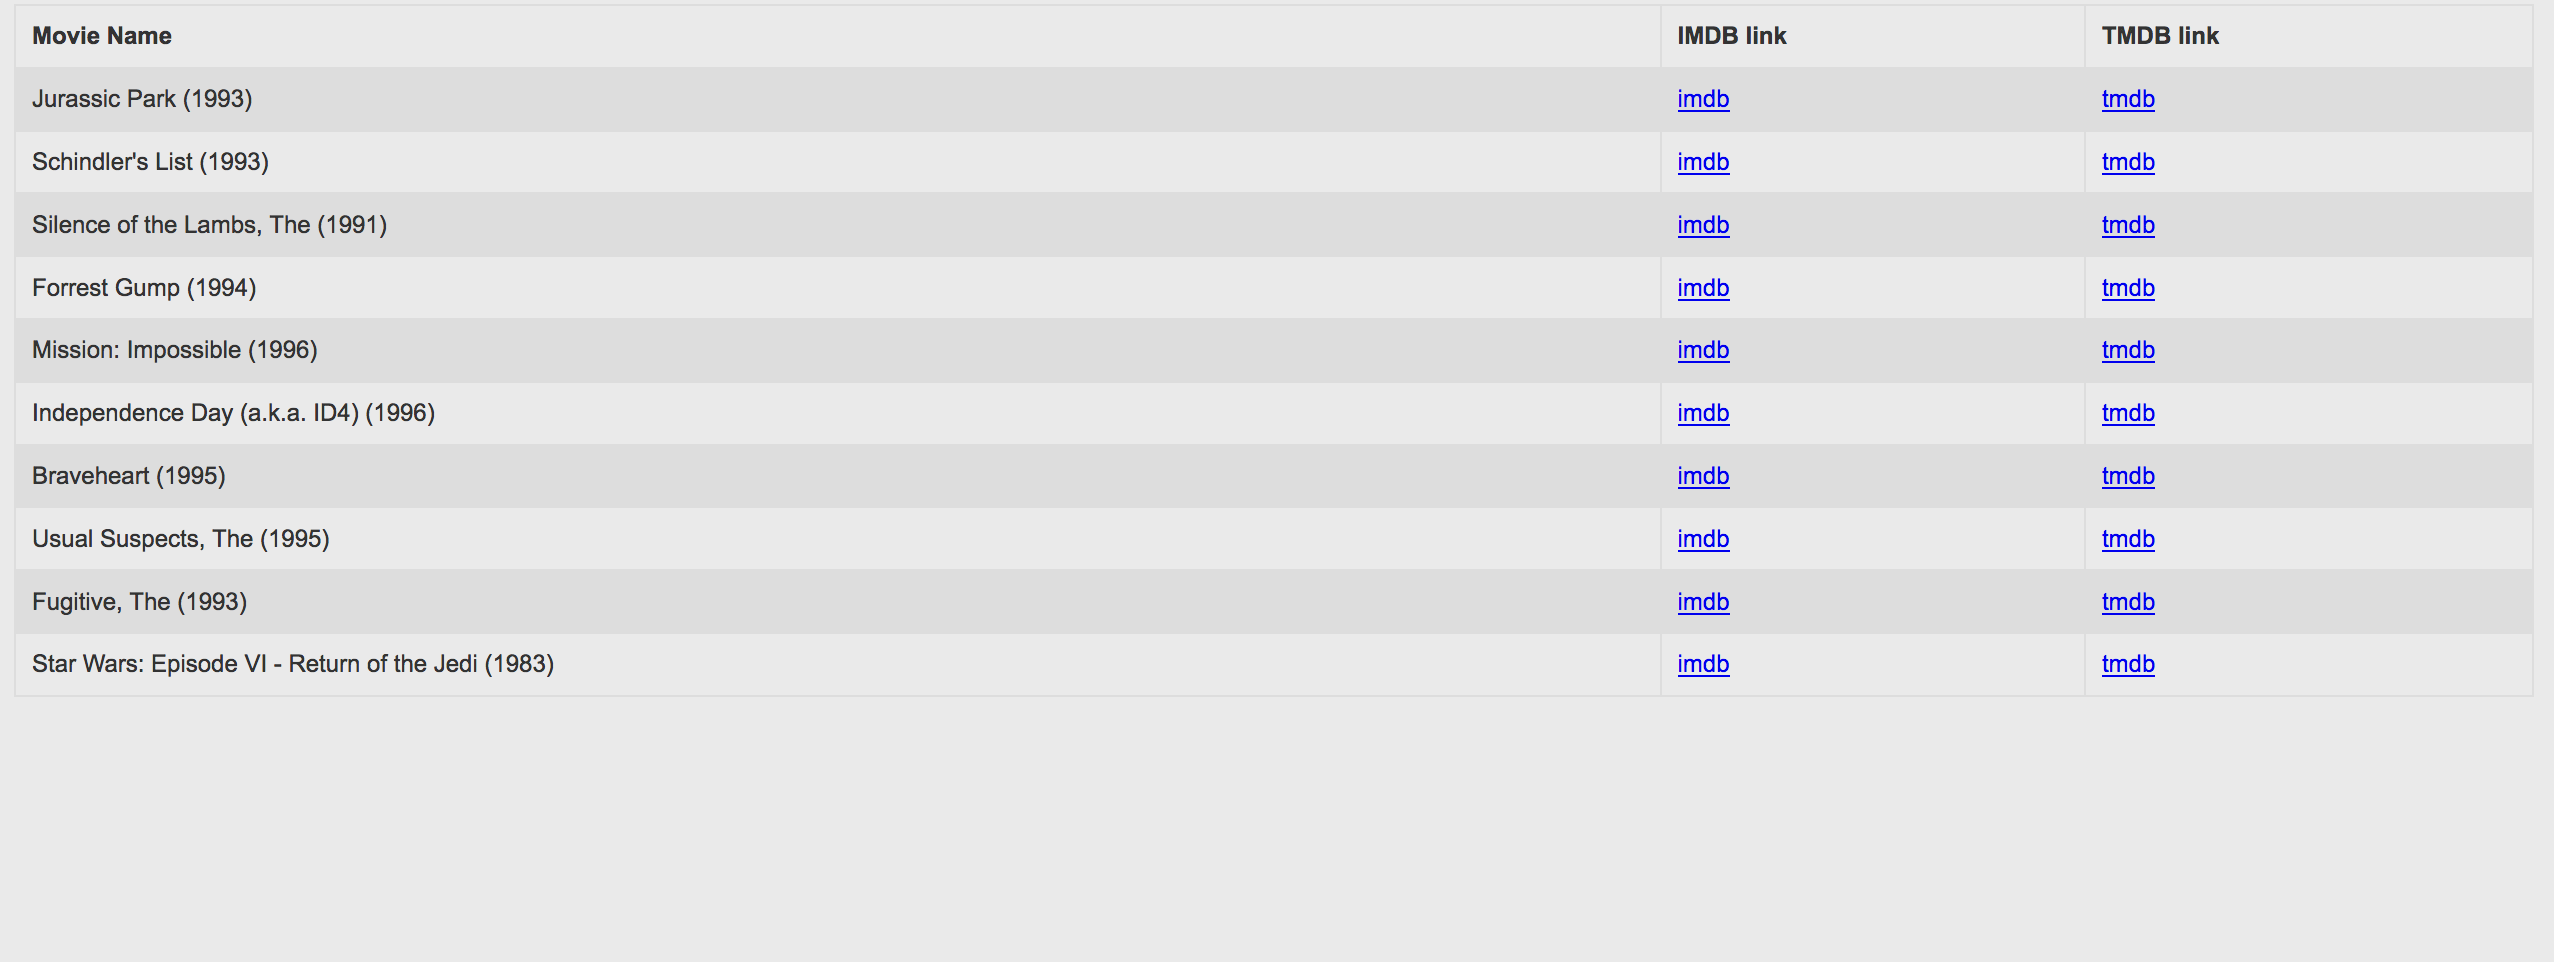 Movie Name IMDB link TMDB link
Jurassic Park (1993) imdb tmdb
Schindler's List (1993) imdb tmdb
Silence of the Lambs, The (1991) imdb tmdb
Forrest Gump (1994) imdb tmdb
Mission: Impossible (1996) imdb tmdb
Independence Day (a.k.a. ID4) (1996) imdb tmdb
Braveheart (1995) imdb tmdb
Usual Suspects, The (1995) imdb tmdb
Fugitive, The (1993) imdb tmdb
Star Wars: Episode VI - Return of the Jedi (1983) imdb tmdb